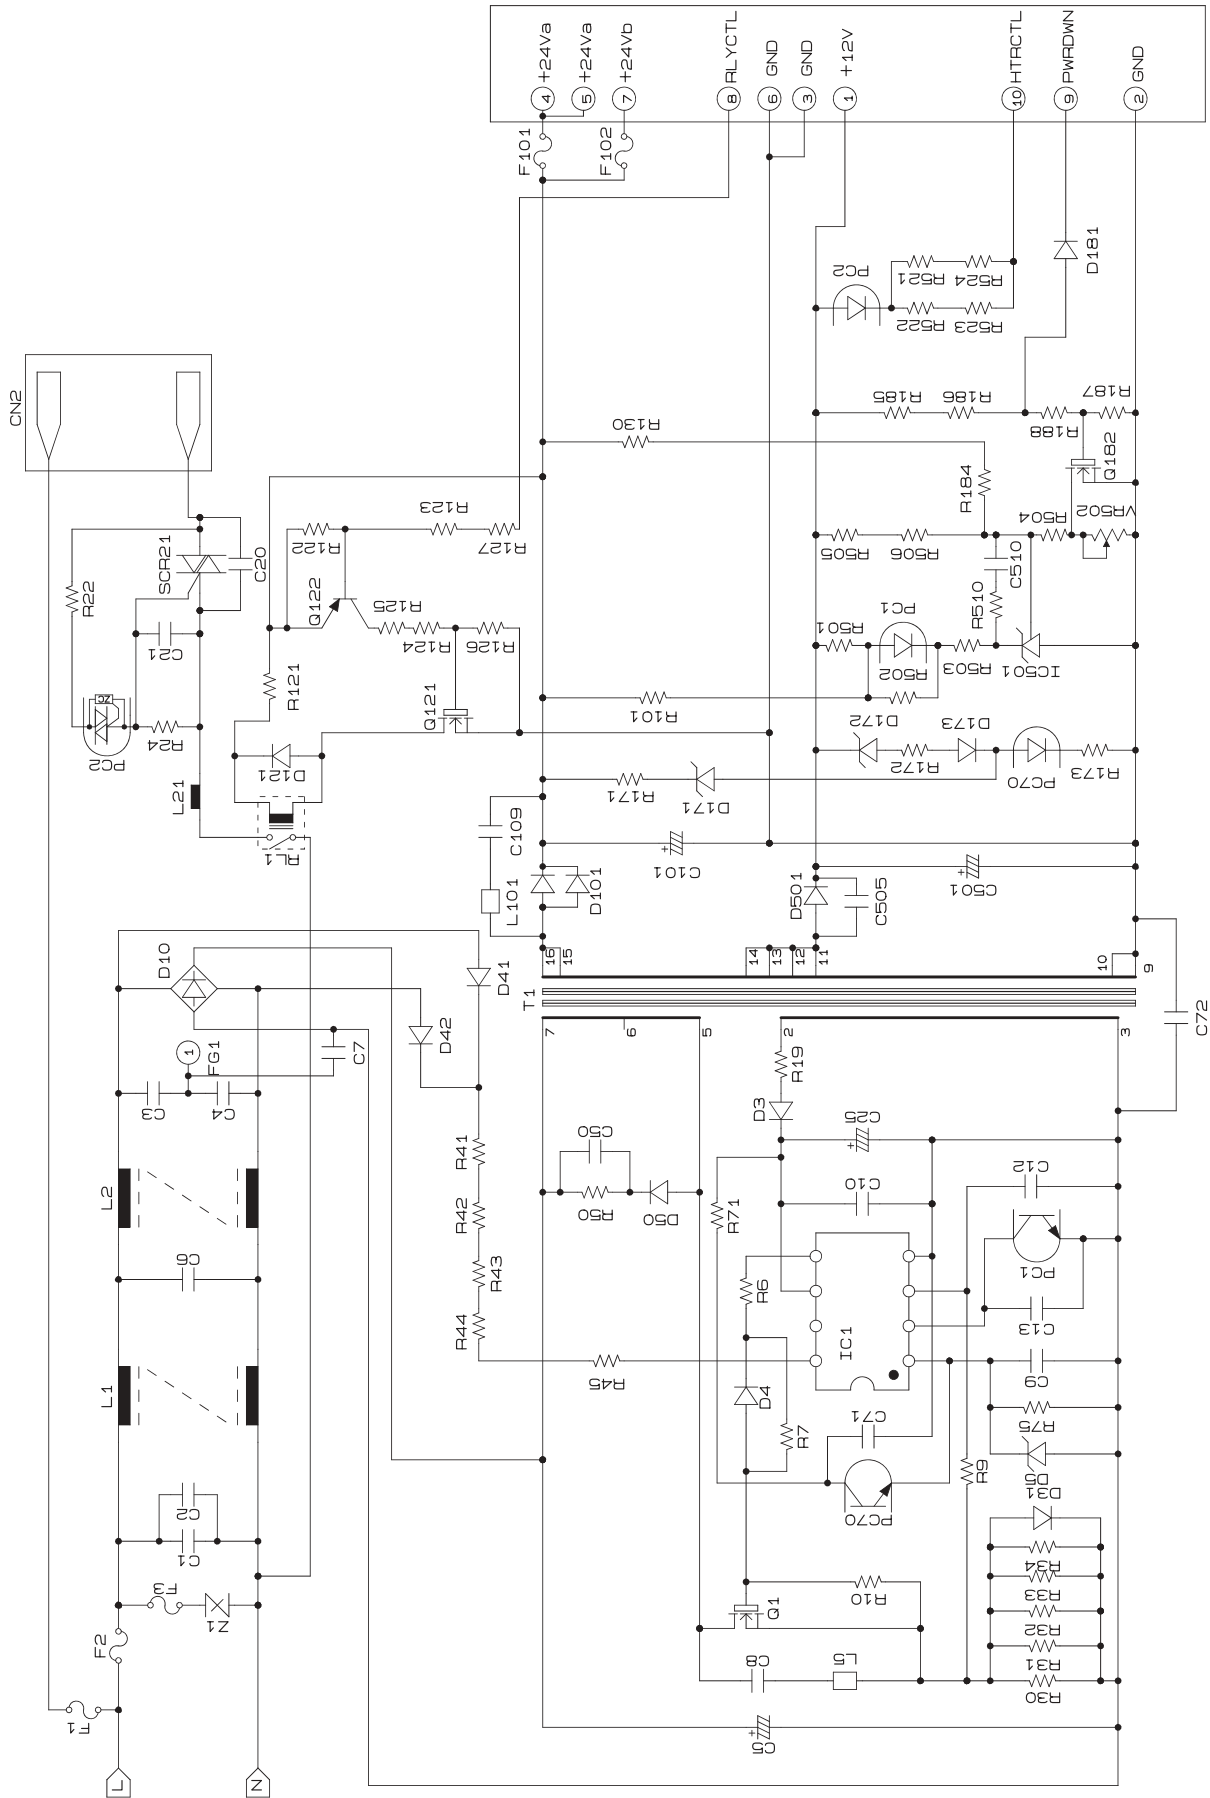 4 +24Va
5 +24Va
7 +24Vb
8 RLYCTL
6 GND
3 GND
1 +12V
10 HTRCTL
9 PWRDWN
2 GND
F101
F102
CN2
R22
SCR21
C20
C21
ZC
PC2
R24
L21
RL1
D121
R121
Q122
R122
R123
R127
R125
R124
R126
Q121
R130
R101
R171
D171
C109
L101
D101
C101
D501
C505
C501
PC2
R521
R524
R522
R523
D181
R185
R186
R188
R187
Q182
R184
R505
R506
R504
VR502
C510
R510
R501
PC1
R502
R503
IC501
D172
R172
D173
PC70
R173
16
15
14
13
12
11
10
9
T1
7
6
5
2
3
C72
D10
D41
D42
1
FG1
C7
C3
C4
L2
C6
L1
C2
C1
F3
Z1
F2
F1
L
N
R41
R42
R43
R44
R45
C50
R50
D50
R19
D3
C25
C10
R71
R6
IC1
D4
R7
C71
PC70
C12
PC1
C13
C9
R75
D5
D31
R9
R34
R33
R32
R31
R30
R10
Q1
C8
L5
C5